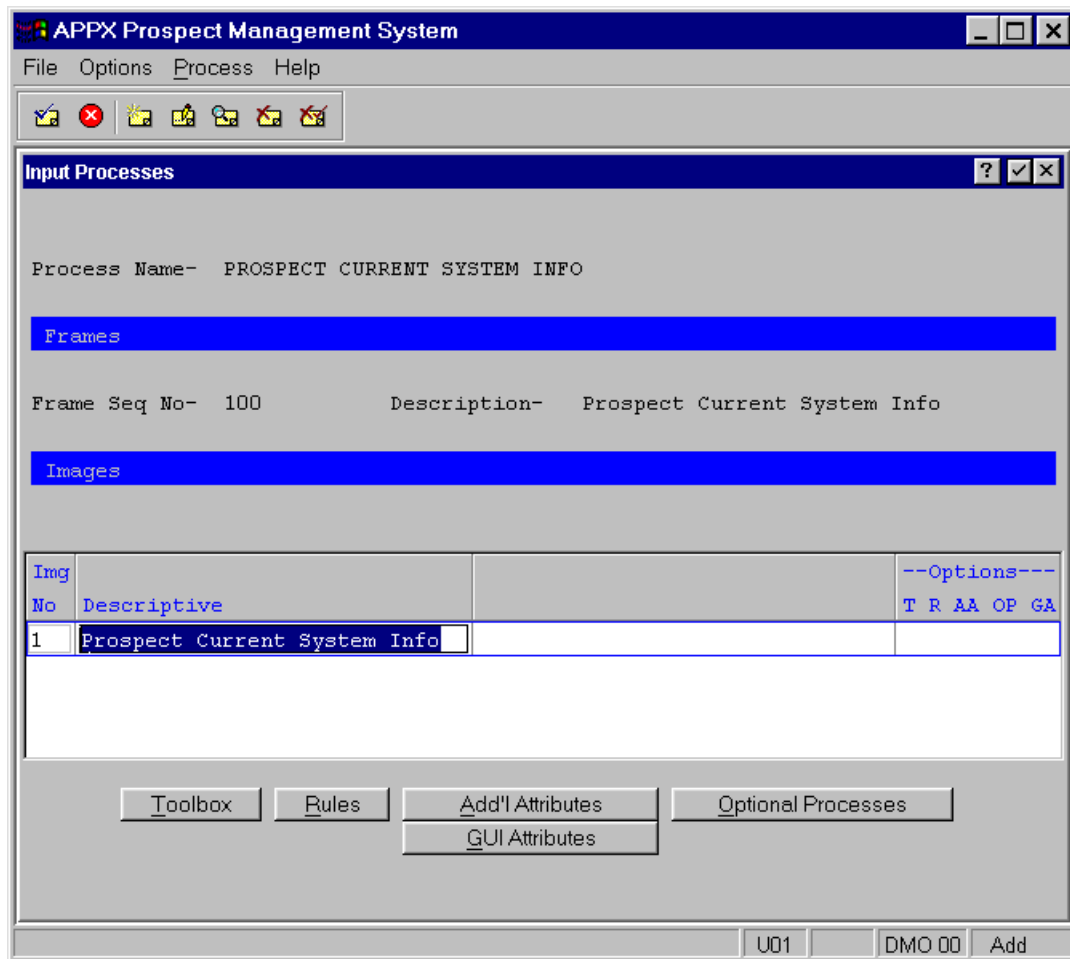 APPX Prospect Management System
File Options Process Help
Input Processes
Process Name- PROSPECT CURRENT SYSTEM INFO
Frames
Frame Seq No- 100 Description- Prospect Current System Info
Images
Img --Options---
No Descriptive T R AA OP GA
1 Prospect Current System Info
Toolbox Rules Add'l Attributes Optional Processes
GUI Attributes
U01 DMO 00 Add